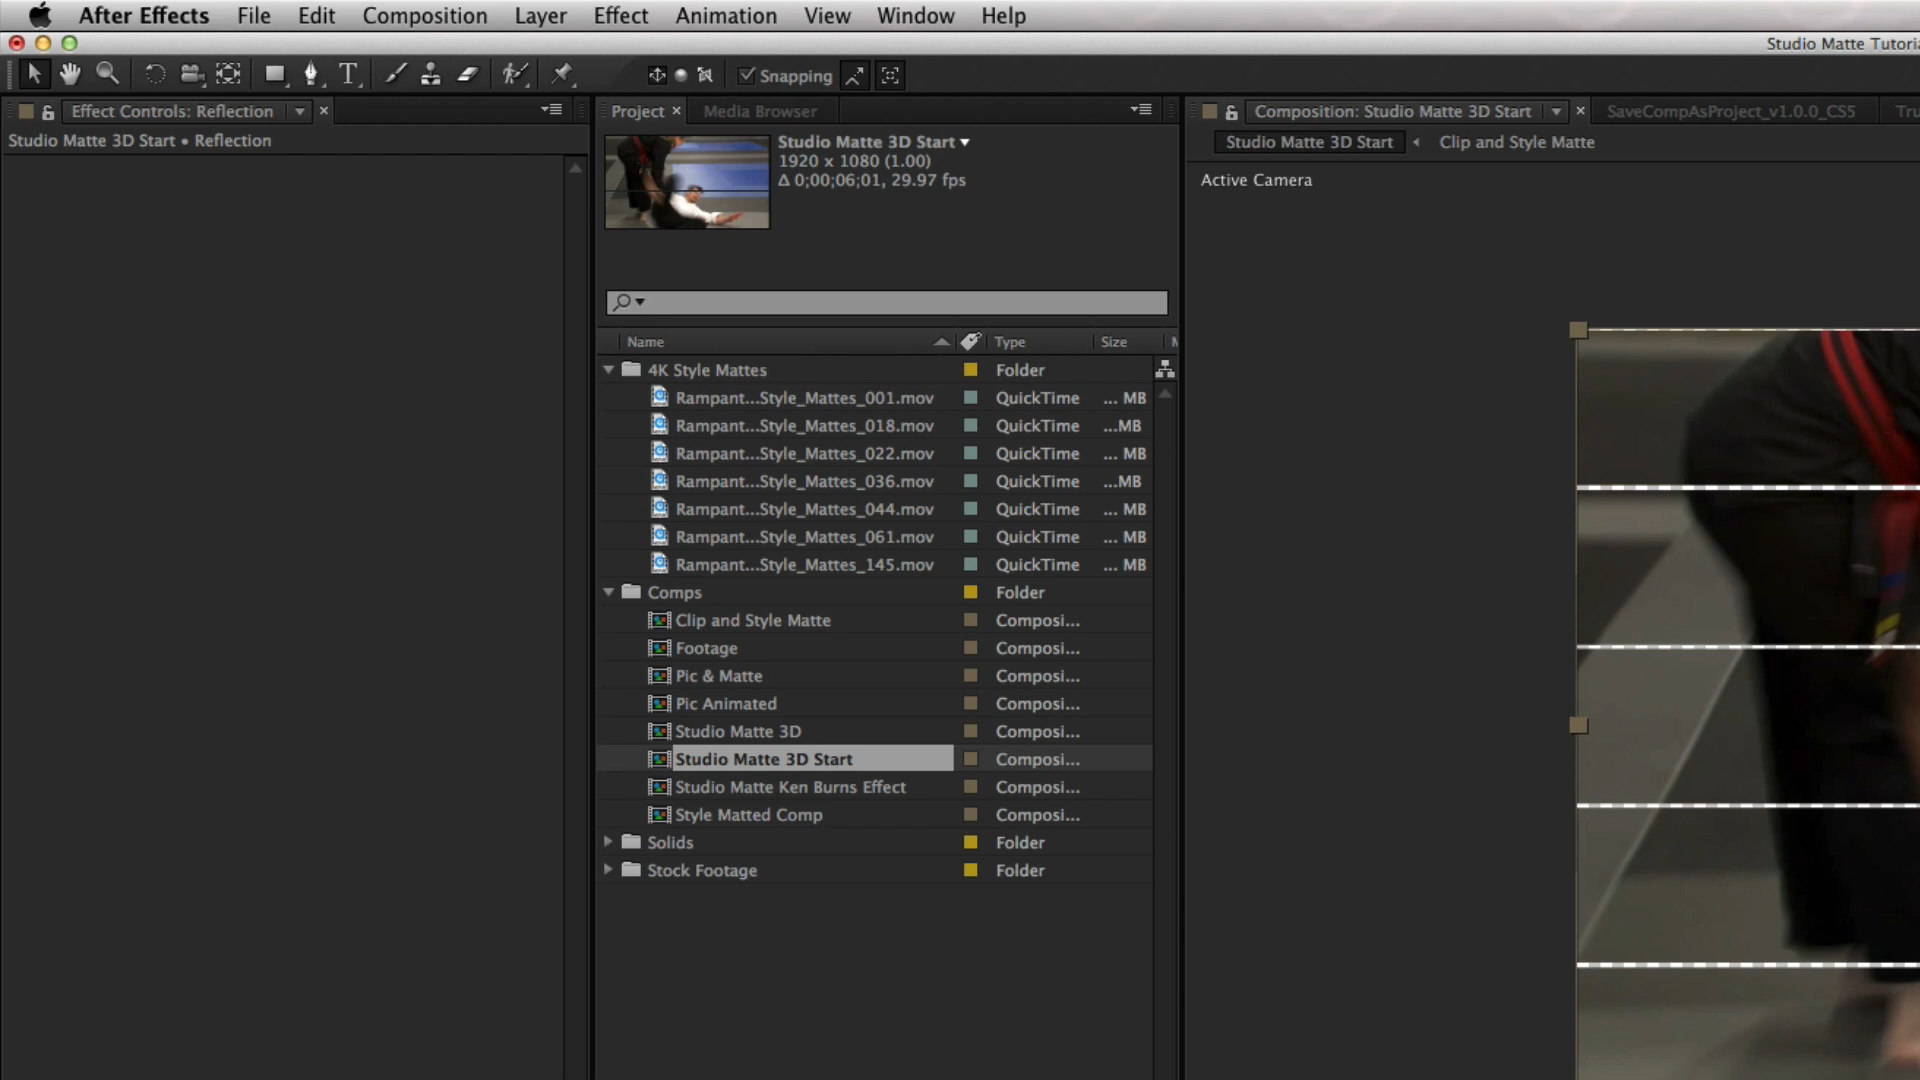 After Effects File Edit Composition Layer Effect Animation View Window Help
Studio Matte Tutoria
Snapping
Effect Controls: Reflection
Studio Matte 3D Start • Reflection
Project Media Browser
Studio Matte 3D Start
1920 x 1080 (1.00)
Δ 0;00;06;01, 29.97 fps
Name Type Size
4K Style Mattes Folder
Rampant...Style_Mattes_001.mov QuickTime ... MB
Rampant...Style_Mattes_018.mov QuickTime ...MB
Rampant...Style_Mattes_022.mov QuickTime ... MB
Rampant...Style_Mattes_036.mov QuickTime ...MB
Rampant...Style_Mattes_044.mov QuickTime ... MB
Rampant...Style_Mattes_061.mov QuickTime ... MB
Rampant...Style_Mattes_145.mov QuickTime ... MB
Comps Folder
Clip and Style Matte Composi...
Footage Composi...
Pic & Matte Composi...
Pic Animated Composi...
Studio Matte 3D Composi...
Studio Matte 3D Start Composi...
Studio Matte Ken Burns Effect Composi...
Style Matted Comp Composi...
Solids Folder
Stock Footage Folder
Composition: Studio Matte 3D Start SaveCompAsProject_v1.0.0_CS5 Tru
Studio Matte 3D Start Clip and Style Matte
Active Camera